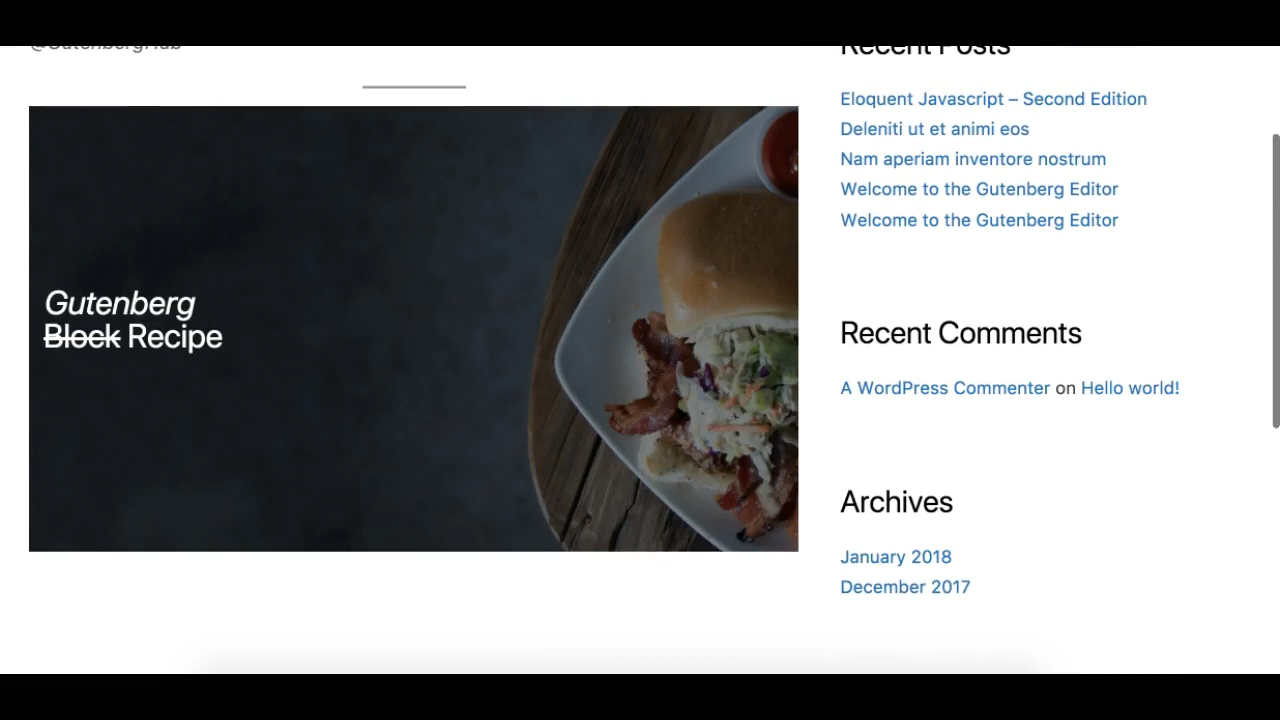 @GutenbergHub
Gutenberg
Block Recipe
Recent Posts
Eloquent Javascript – Second Edition
Deleniti ut et animi eos
Nam aperiam inventore nostrum
Welcome to the Gutenberg Editor
Welcome to the Gutenberg Editor
Recent Comments
A WordPress Commenter on Hello world!
Archives
January 2018
December 2017